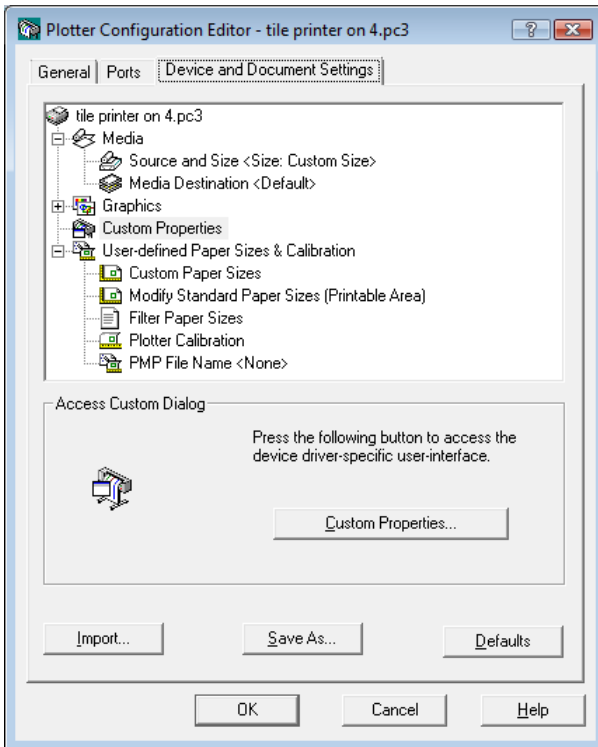 Plotter Configuration Editor - tile printer on 4.pc3
General Ports Device and Document Settings
tile printer on 4.pc3
Media
Source and Size <Size: Custom Size>
Media Destination <Default>
Graphics
Custom Properties
User-defined Paper Sizes & Calibration
Custom Paper Sizes
Modify Standard Paper Sizes (Printable Area)
Filter Paper Sizes
Plotter Calibration
PMP File Name <None>
Access Custom Dialog
Press the following button to access the
device driver-specific user-interface.
Custom Properties...
Import... Save As... Defaults
OK Cancel Help